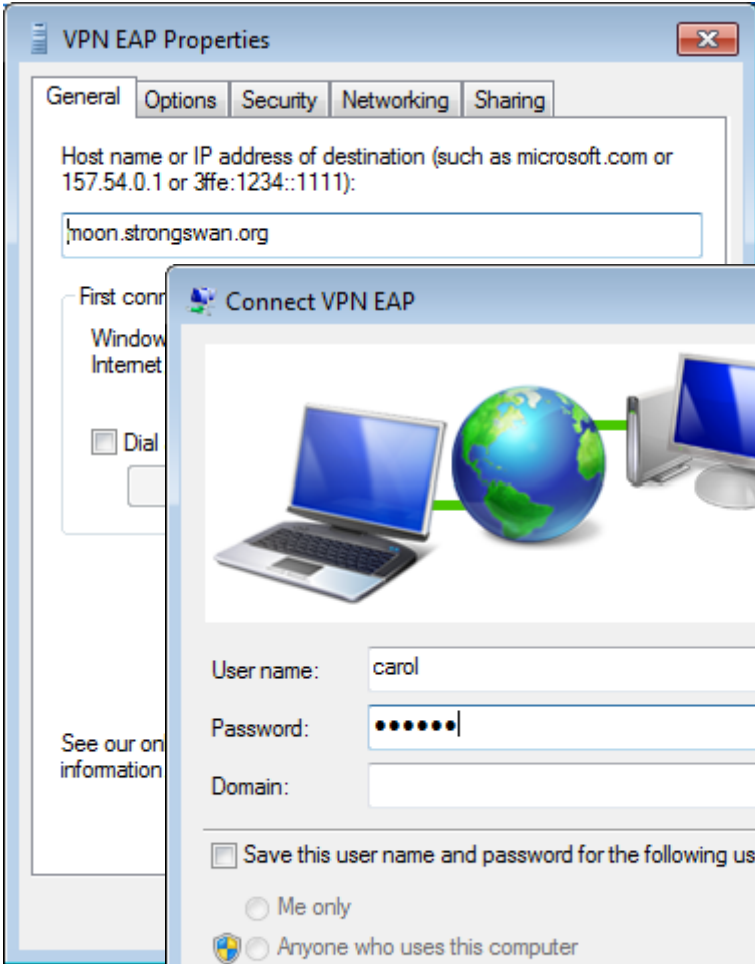 VPN EAP Properties
General Options Security Networking Sharing
Host name or IP address of destination (such as microsoft.com or
157.54.0.1 or 3ffe:1234::1111):
moon.strongswan.org
First conn
Window
Internet
Dial
See our onl
information
Connect VPN EAP
User name: carol
Password: ●●●●●●
Domain:
Save this user name and password for the following us
Me only
Anyone who uses this computer